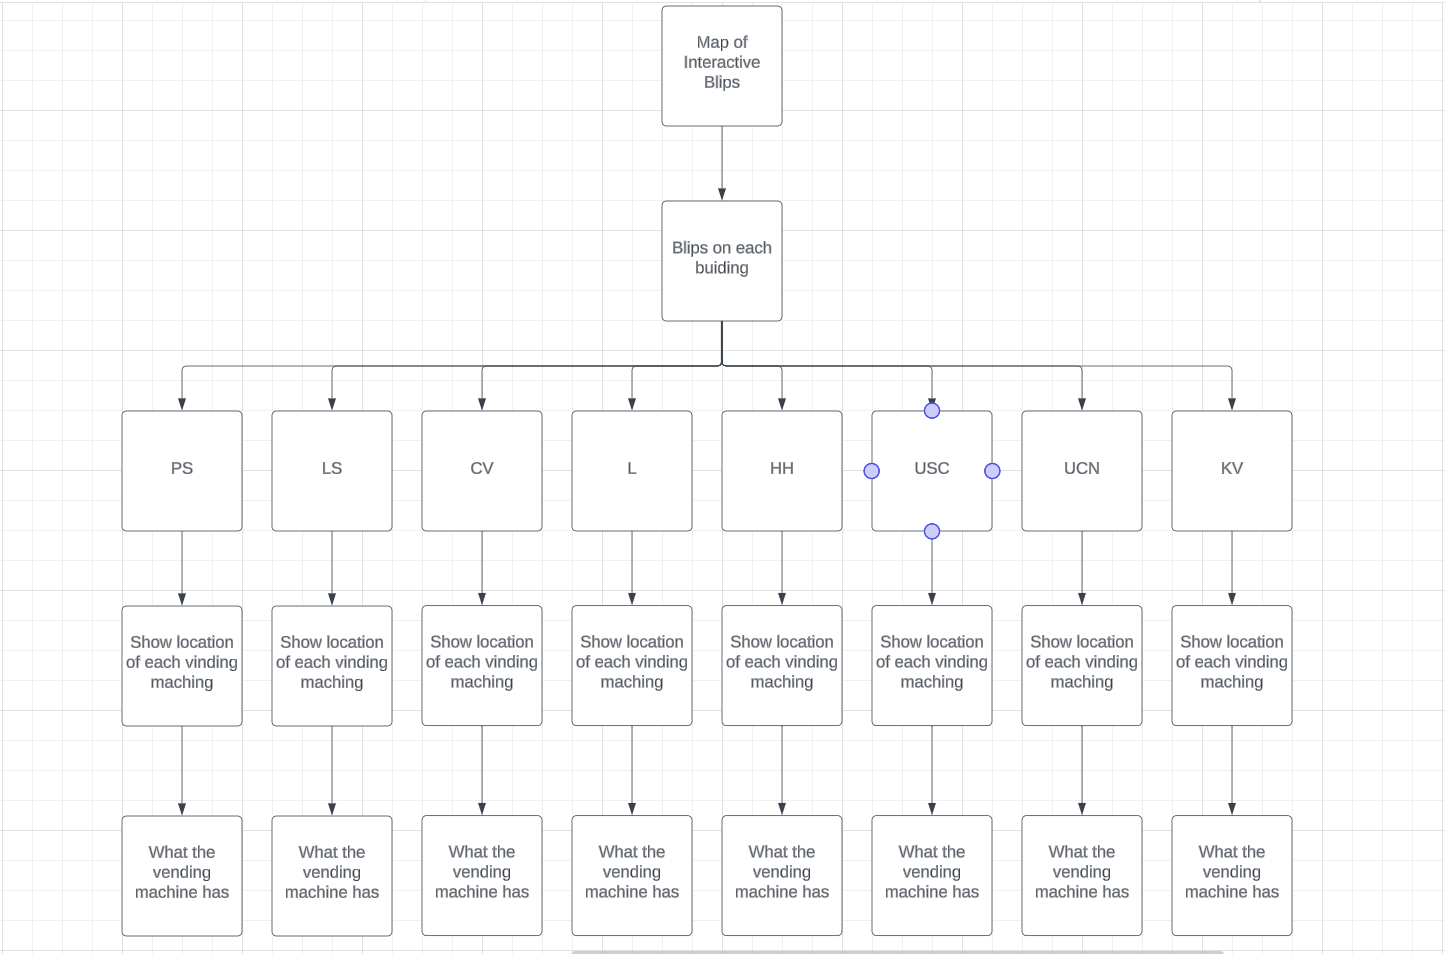 Map of
Interactive
Blips
Blips on each
buiding
PS
LS
CV
L
HH
USC
UCN
KV
Show location
of each vinding
maching
Show location
of each vinding
maching
Show location
of each vinding
maching
Show location
of each vinding
maching
Show location
of each vinding
maching
Show location
of each vinding
maching
Show location
of each vinding
maching
Show location
of each vinding
maching
What the
vending
machine has
What the
vending
machine has
What the
vending
machine has
What the
vending
machine has
What the
vending
machine has
What the
vending
machine has
What the
vending
machine has
What the
vending
machine has